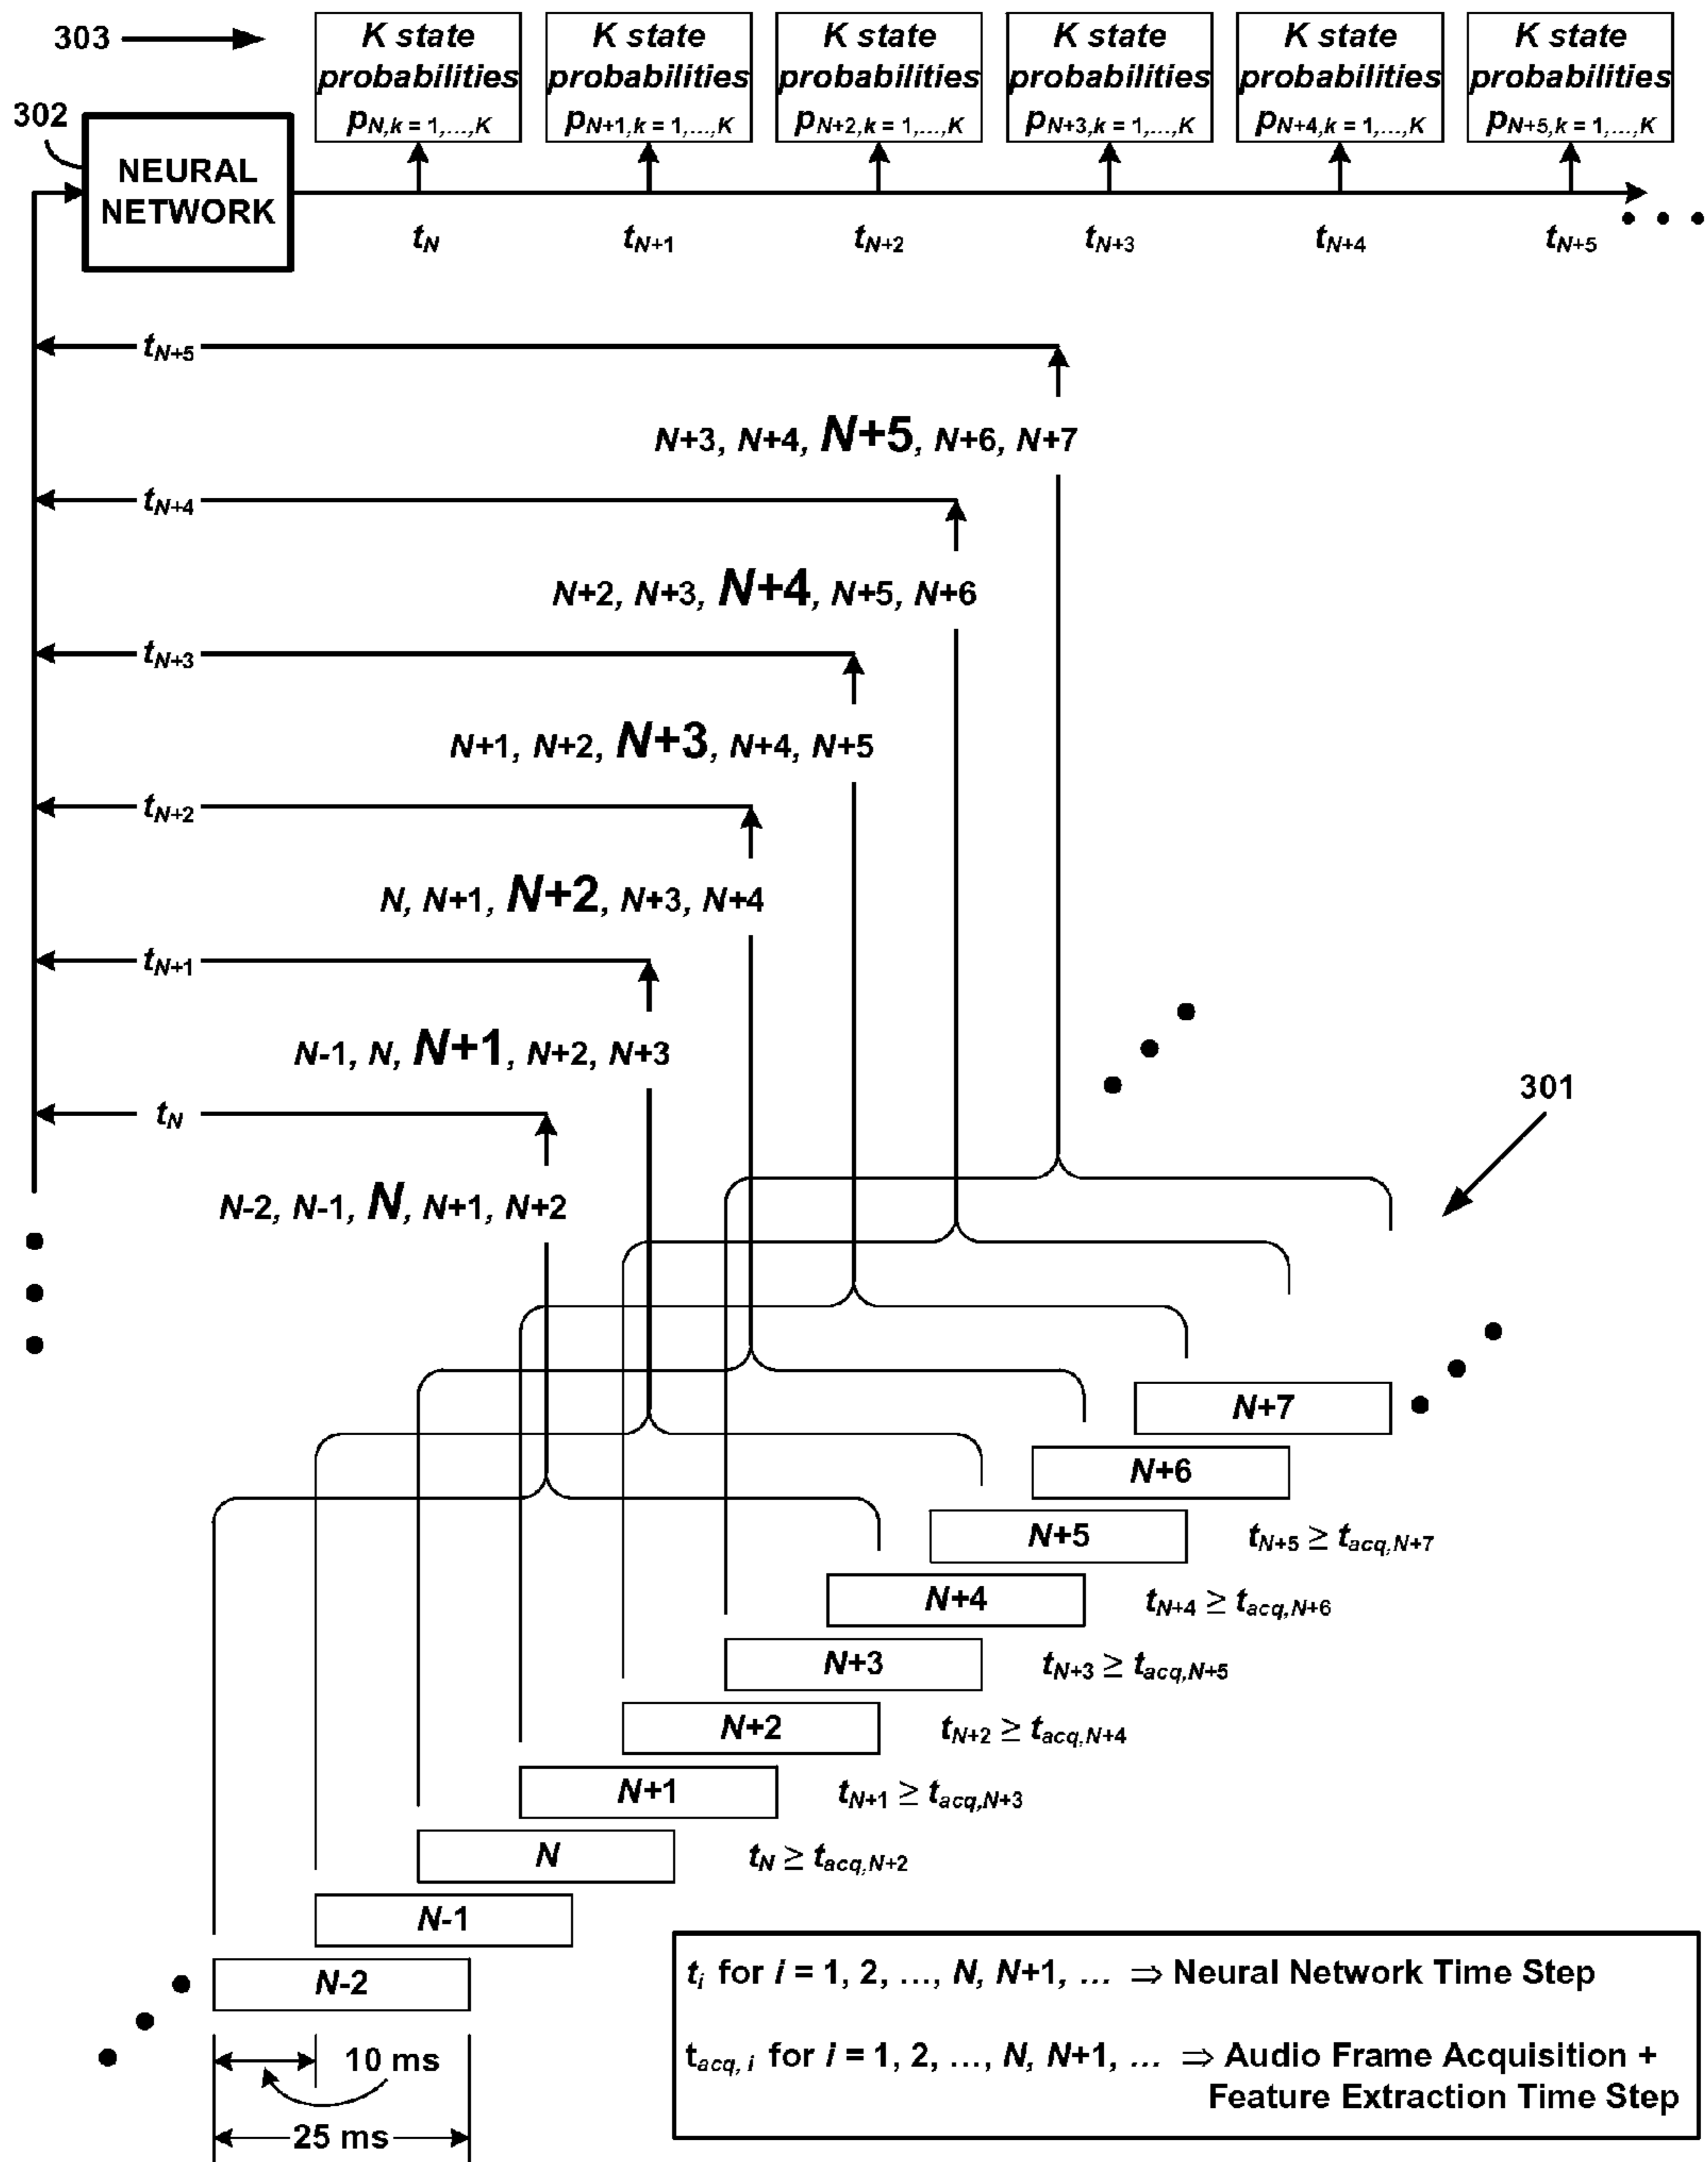 303
K state probabilities pN,k = 1,...,K
K state probabilities pN+1,k = 1,...,K
K state probabilities pN+2,k = 1,...,K
K state probabilities pN+3,k = 1,...,K
K state probabilities pN+4,k = 1,...,K
K state probabilities pN+5,k = 1,...,K
302
NEURAL
NETWORK
tN tN+1 tN+2 tN+3 tN+4 tN+5
tN+5
N+3, N+4, N+5, N+6, N+7
tN+4
N+2, N+3, N+4, N+5, N+6
tN+3
N+1, N+2, N+3, N+4, N+5
tN+2
N, N+1, N+2, N+3, N+4
tN+1
N-1, N, N+1, N+2, N+3
301
tN
N-2, N-1, N, N+1, N+2
N+7
N+6
N+5
tN+5 ≥ tacq,N+7
N+4
tN+4 ≥ tacq,N+6
N+3
tN+3 ≥ tacq,N+5
N+2
tN+2 ≥ tacq,N+4
N+1
tN+1 ≥ tacq,N+3
N
tN ≥ tacq,N+2
N-1
N-2
10 ms
25 ms
ti for i = 1, 2, ..., N, N+1, ... ⇒ Neural Network Time Step
tacq, i for i = 1, 2, ..., N, N+1, ... ⇒ Audio Frame Acquisition +
Feature Extraction Time Step